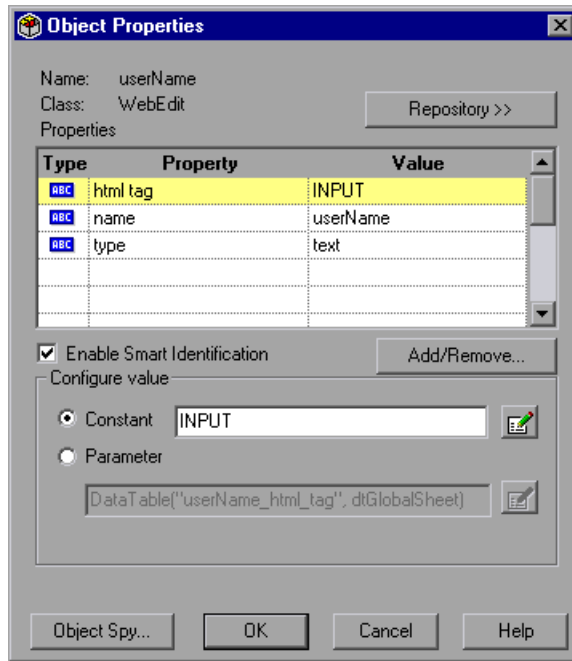 Object Properties
Name: userName
Class: WebEdit
Repository >>
Properties
Type Property Value
ABC html tag INPUT
ABC name userName
ABC type text
Enable Smart Identification
Add/Remove...
Configure value
Constant INPUT
Parameter
DataTable("userName_html_tag", dtGlobalSheet)
Object Spy... OK Cancel Help